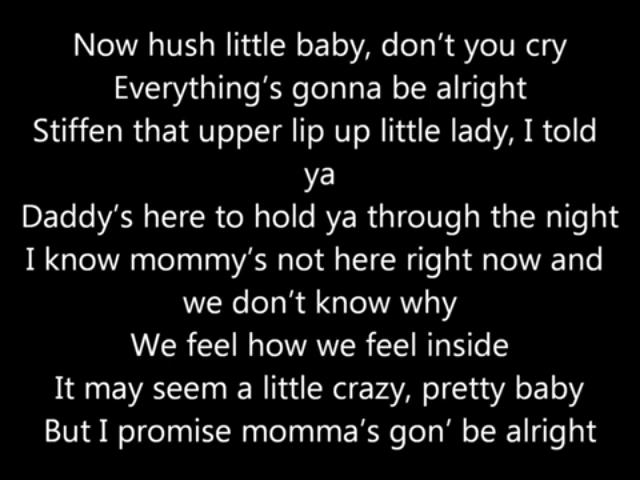 Now hush little baby, don’t you cry
Everything’s gonna be alright
Stiffen that upper lip up little lady, I told
ya
Daddy’s here to hold ya through the night
I know mommy’s not here right now and
we don’t know why
We feel how we feel inside
It may seem a little crazy, pretty baby
But I promise momma’s gon’ be alright